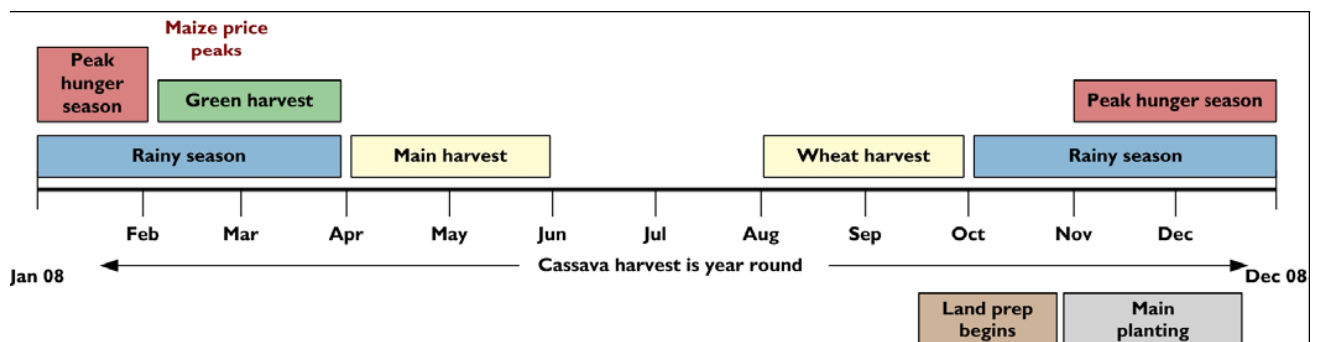 Maize price
peaks
Peak
hunger
season
Green harvest
Peak hunger season
Rainy season
Main harvest
Wheat harvest
Rainy season
Feb
Mar
Apr
May
Jun
Jul
Aug
Sep
Oct
Nov
Dec
Jan 08
Cassava harvest is year round
Dec 08
Land prep
begins
Main
planting